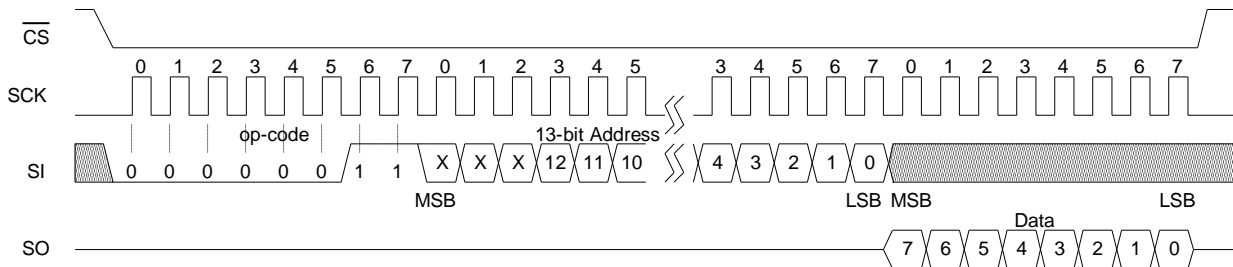 CS
0 1 2 3 4 5 6 7 0 1 2 3 4 5 3 4 5 6 7 0 1 2 3 4 5 6 7
SCK
op-code 13-bit Address
SI 0 0 0 0 0 0 1 1 X X X 12 11 10 4 3 2 1 0
MSB LSB MSB LSB
Data
SO 7 6 5 4 3 2 1 0